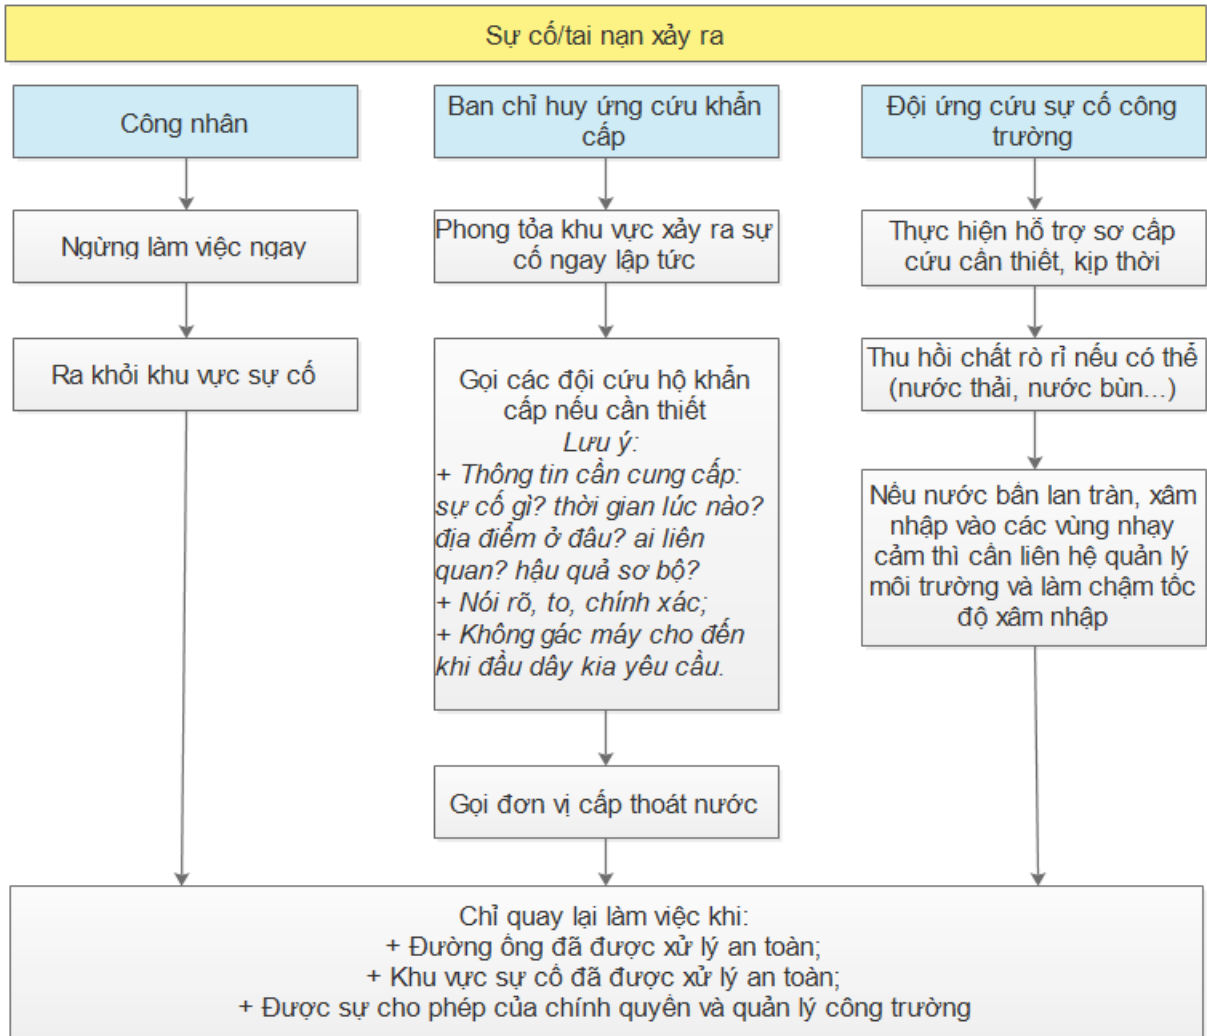 Sự cố/tai nạn xảy ra
Công nhân
Ngừng làm việc ngay
Ra khỏi khu vực sự cố
Ban chỉ huy ứng cứu khẩn
cấp
Phong tỏa khu vực xảy ra sự
cố ngay lập tức
Gọi các đội cứu hộ khẩn
cấp nếu cần thiết
Lưu ý:
+ Thông tin cần cung cấp:
sự cố gì? thời gian lúc nào?
địa điểm ở đâu? ai liên
quan? hậu quả sơ bộ?
+ Nói rõ, to, chính xác;
+ Không gác máy cho đến
khi đầu dây kia yêu cầu.
Gọi đơn vị cấp thoát nước
Đội ứng cứu sự cố công
trường
Thực hiện hỗ trợ sơ cấp
cứu cần thiết, kịp thời
Thu hồi chất rò rỉ nếu có thể
(nước thải, nước bùn...)
Nếu nước bẩn lan tràn, xâm
nhập vào các vùng nhạy
cảm thì cần liên hệ quản lý
môi trường và làm chậm tốc
độ xâm nhập
Chỉ quay lại làm việc khi:
+ Đường ống đã được xử lý an toàn;
+ Khu vực sự cố đã được xử lý an toàn;
+ Được sự cho phép của chính quyền và quản lý công trường